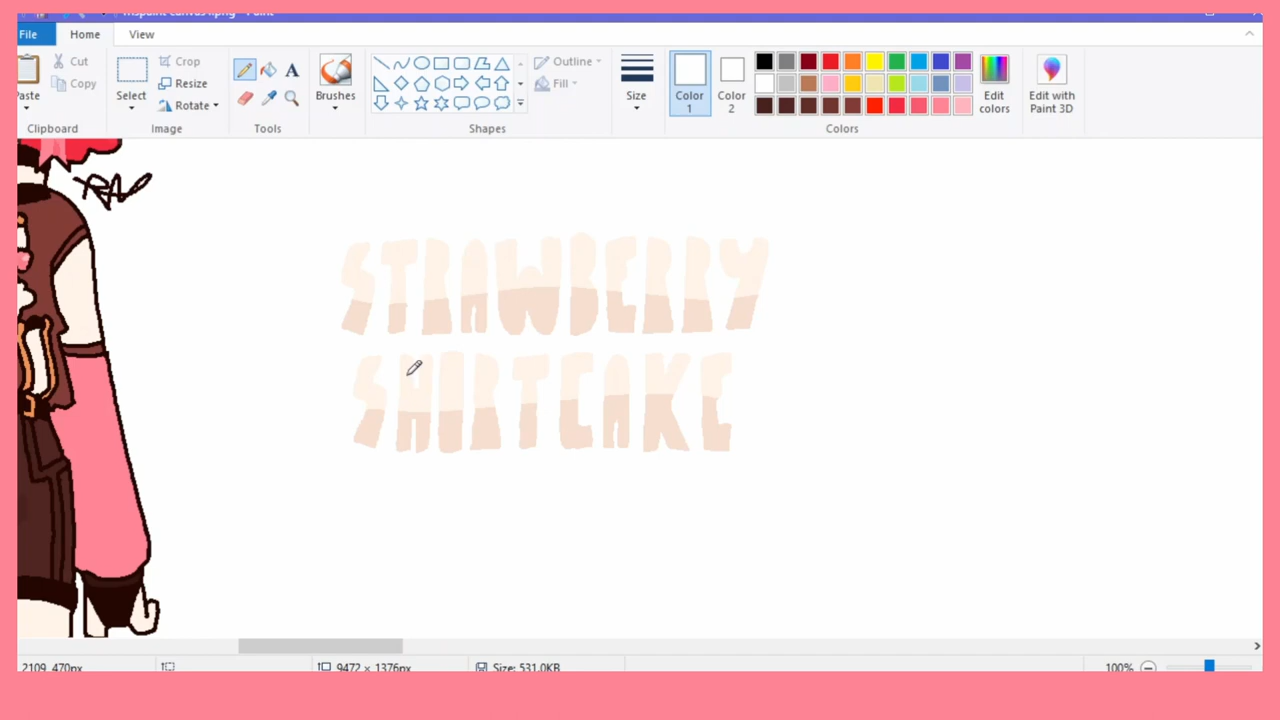 File
Home
View
Paste
Cut
Copy
Clipboard
Select
Crop
Resize
Rotate
Image
Tools
Brushes
Shapes
Outline
Fill
Size
Color
1
Color
2
Edit
colors
Colors
Edit with
Paint 3D
STRAWBERRY
SHORTCAKE
2109, 470px
9472 × 1376px
Size: 531.0KB
100%